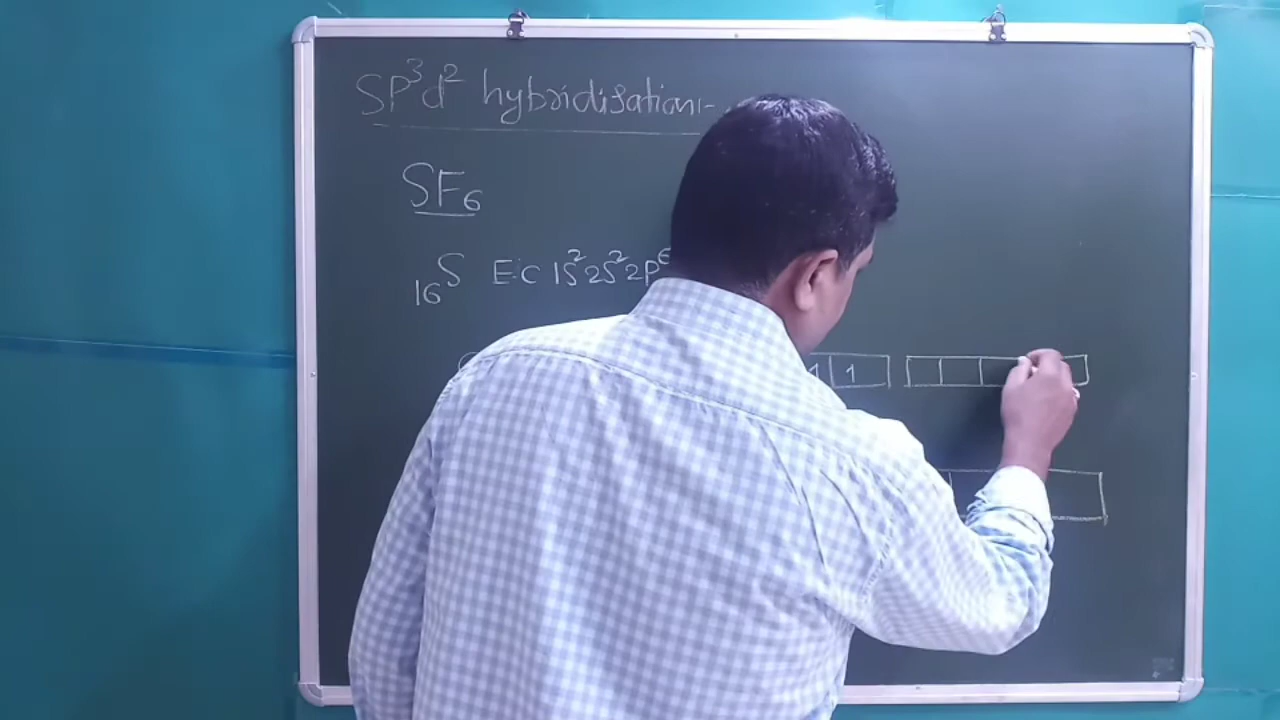 SP³d² hybridisation:-
SF₆
₁₆S E.C 1S²2S²2P⁶
1 1